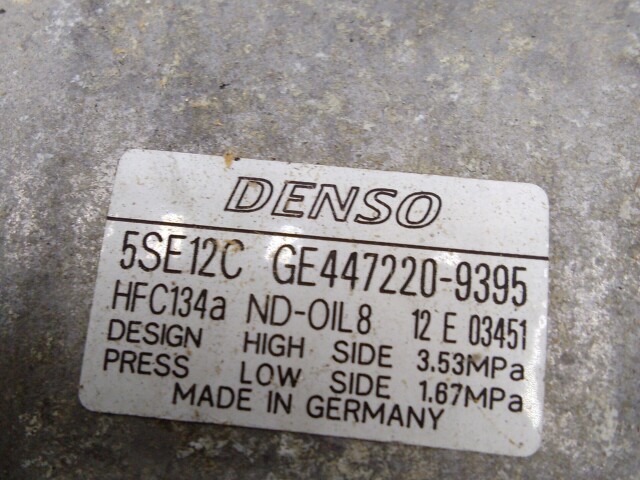 DENSO
5SE12C GE447220-9395
HFC134a ND-OIL8 12 E 03451
DESIGN HIGH SIDE 3.53MPa
PRESS LOW SIDE 1.67MPa
MADE IN GERMANY